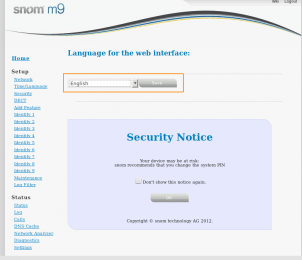 Logout
snom m9
Language for the web interface:
Home
English
Save
Setup
Network
Time/Language
Security
DECT
Add Feature
Identity 1
Identity 2
Identity 3
Identity 4
Identity 5
Identity 6
Identity 7
Identity 8
Identity 9
Maintenance
Lan Filter
Security Notice
Your device may be at risk:
snom recommends that you change the system PIN
Don't show this notice again.
Copyright © snom technology AG 2012.
Status
Status
Log
Calls
DNS Cache
Network Analyzer
Diagnostics
Settings